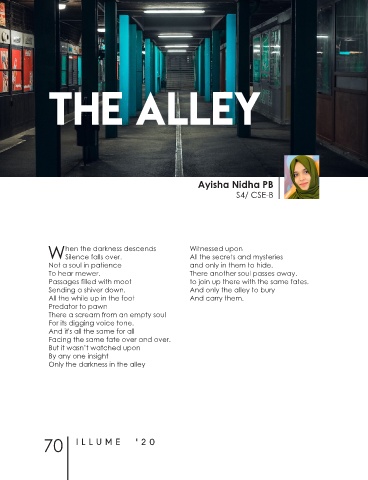 THE ALLEY
Ayisha Nidha PB
S4/ CSE-B
When the darkness descends
Silence falls over.
Not a soul in patience
To hear mewer.
Passages filled with moot
Sending a shiver down.
All the while up in the foot
Predator to pawn
There a scream from an empty soul
For its digging voice tone.
And it's all the same for all
Facing the same fate over and over.
But it wasn't watched upon
By any one insight
Only the darkness in the alley
Witnessed upon
All the secrets and mysteries
and only in them to hide.
There another soul passes away.
to join up there with the same fates.
And only the alley to bury
And carry them.
70
ILLUME '20